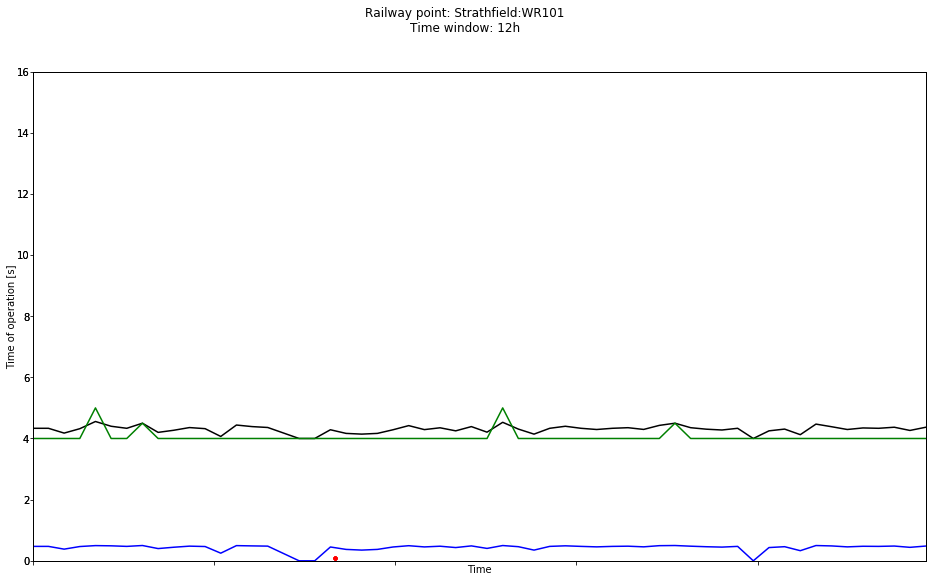 Railway point: Strathfield:WR101
Time window: 12h
16
14
12
10
8
6
4
2
0
Time of operation [s]
Time